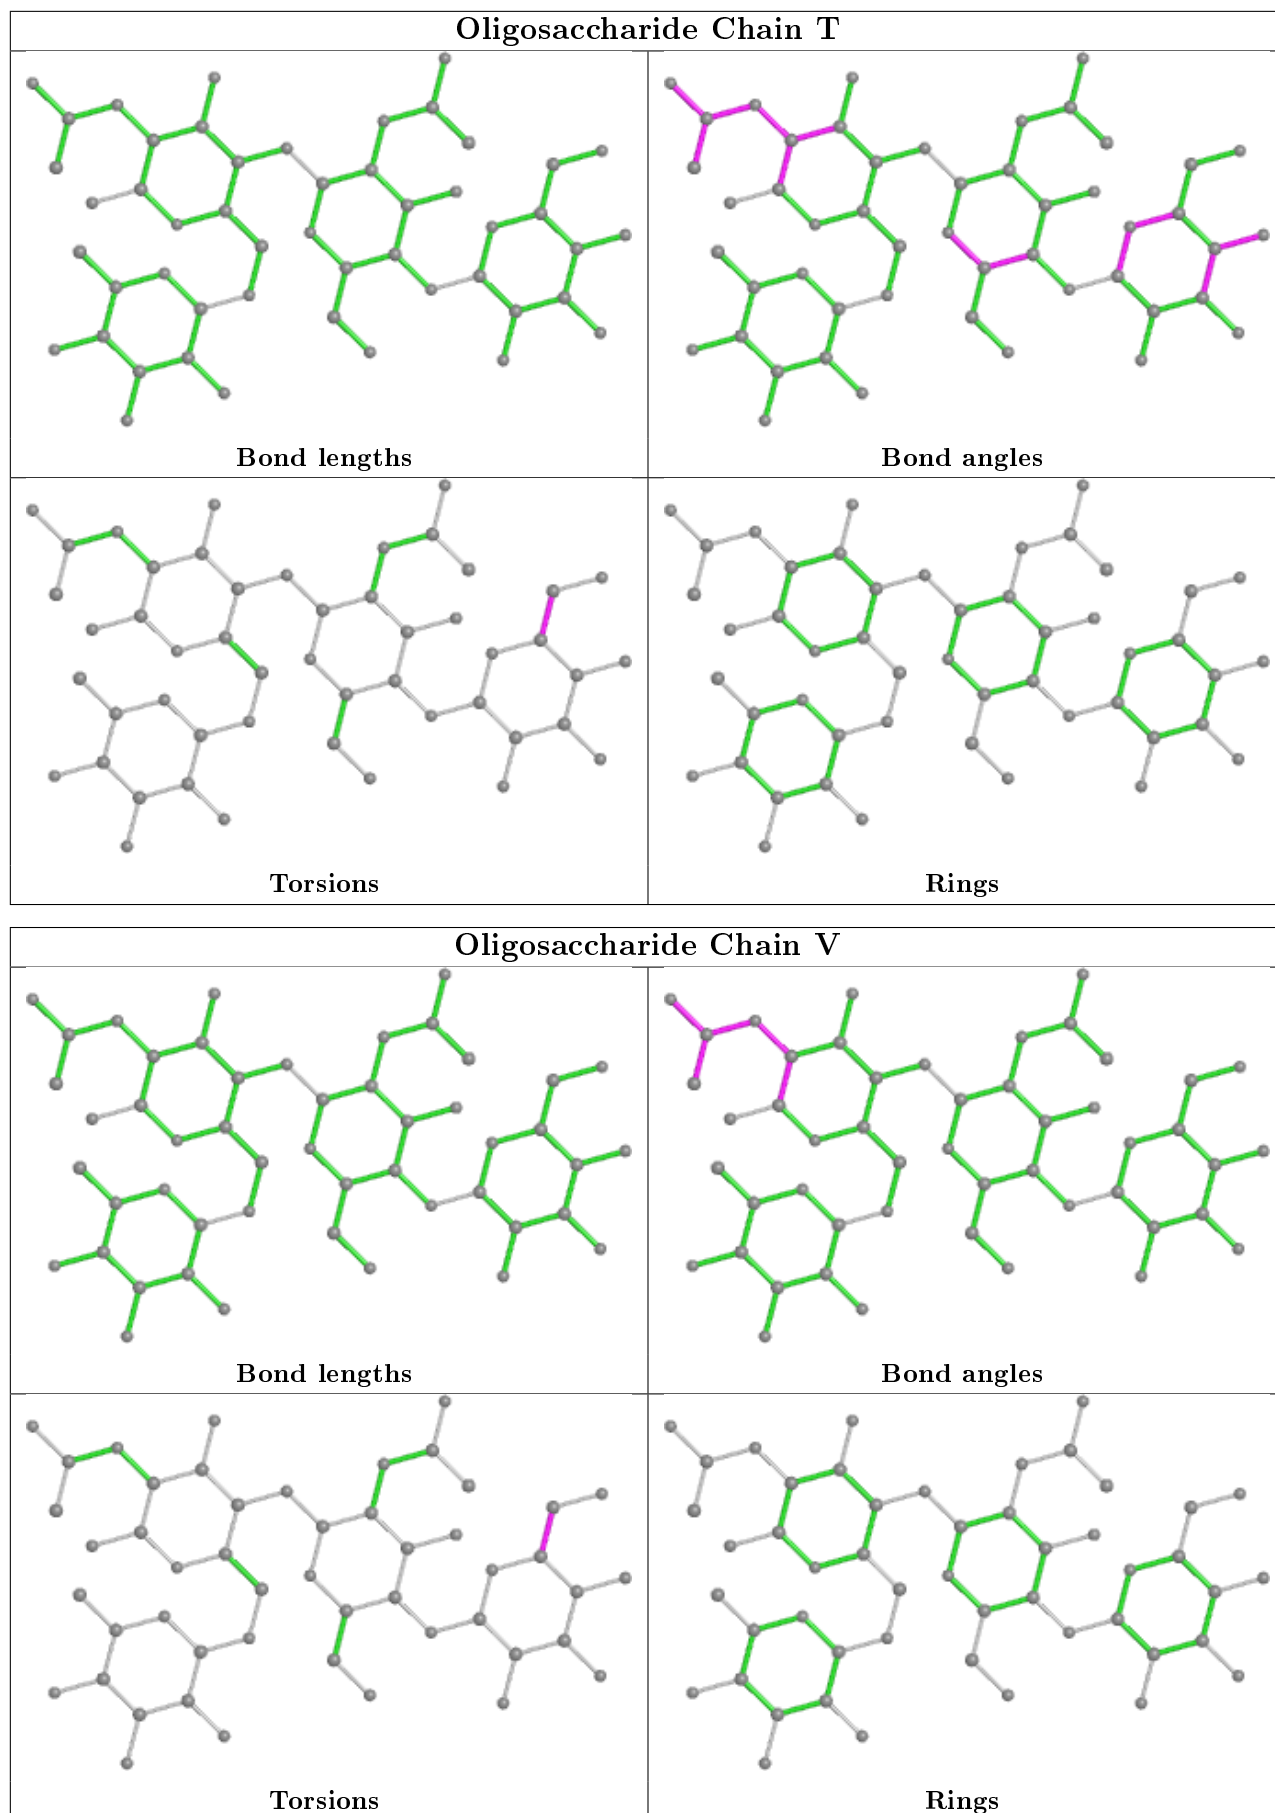 Oligosaccharide Chain T
Bond lengths
Bond angles
Torsions
Rings
Oligosaccharide Chain V
Bond lengths
Bond angles
Torsions
Rings